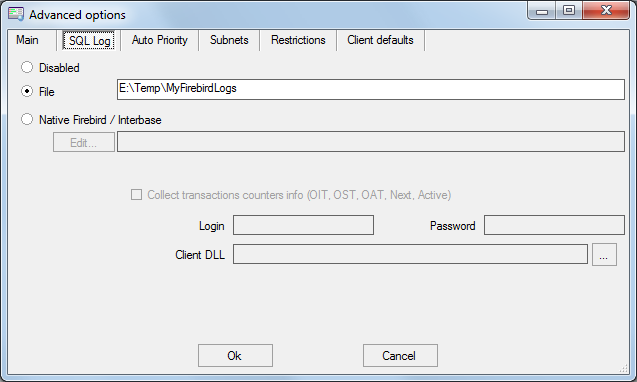 Advanced options
Main SQL Log Auto Priority Subnets Restrictions Client defaults
Disabled
File E:\Temp\MyFirebirdLogs
Native Firebird / Interbase
Edit...
Collect transactions counters info (OIT, OST, OAT, Next, Active)
Login Password
Client DLL ...
Ok Cancel